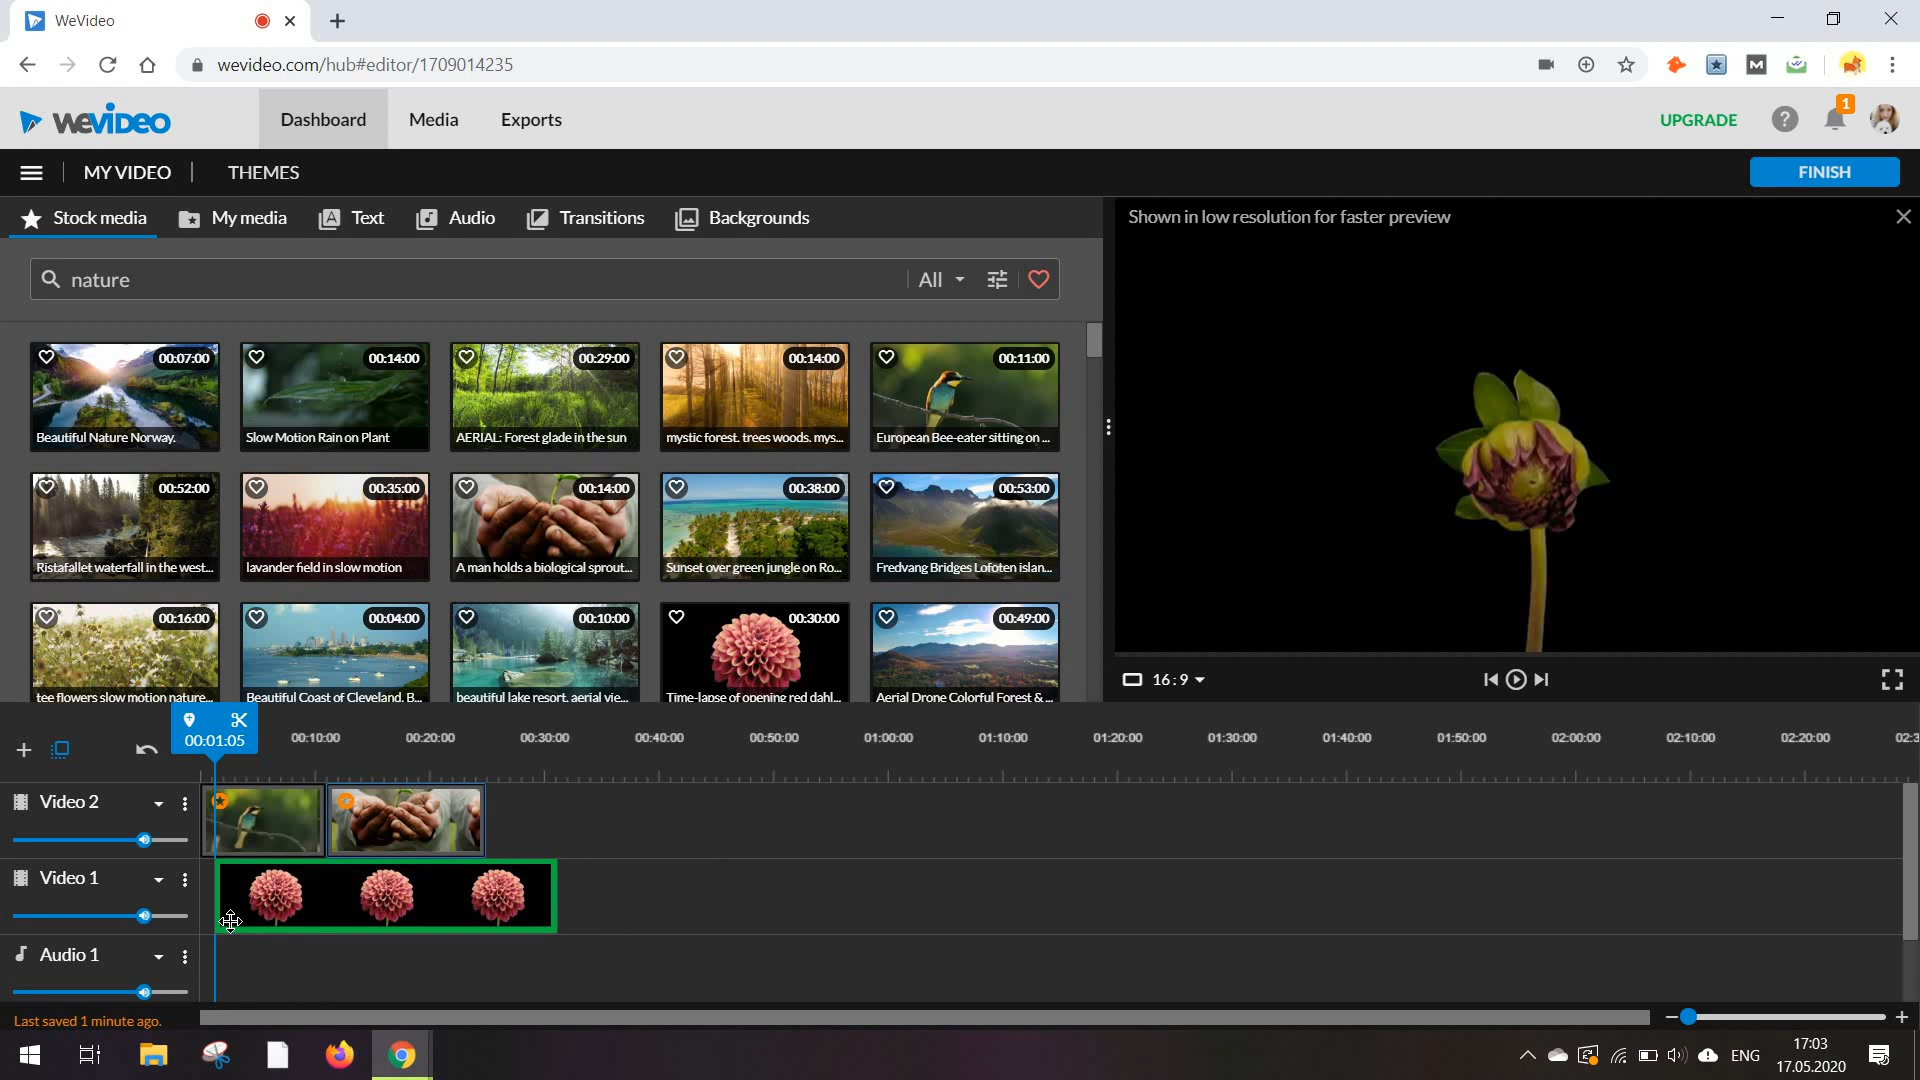 WeVideo
wevideo.com/hub#editor/1709014235
WEVIDEO
Dashboard
Media
Exports
UPGRADE
?
1
MY VIDEO
THEMES
FINISH
Stock media
My media
Text
Audio
Transitions
Backgrounds
Shown in low resolution for faster preview
nature
All
00:07:00
00:14:00
00:29:00
00:14:00
00:11:00
Beautiful Nature Norway.
Slow Motion Rain on Plant
AERIAL: Forest glade in the sun
mystic forest. trees woods. mys...
European Bee-eater sitting on ...
00:52:00
00:35:00
00:14:00
00:38:00
00:53:00
Ristafallet waterfall in the west...
lavander field in slow motion
A man holds a biological sprout...
Sunset over green jungle on Ro...
Fredvang Bridges Lofoten islan...
00:16:00
00:04:00
00:10:00
00:30:00
00:49:00
tee flowers slow motion nature...
Beautiful Coast of Cleveland. B...
beautiful lake resort. aerial vie...
Time-lapse of opening red dahl...
Aerial Drone Colorful Forest & ...
16:9
00:01:05
00:10:00
00:20:00
00:30:00
00:40:00
00:50:00
01:00:00
01:10:00
01:20:00
01:30:00
01:40:00
01:50:00
02:00:00
02:10:00
02:20:00
02:3
Video 2
Video 1
Audio 1
Last saved 1 minute ago.
ENG
17:03
17.05.2020